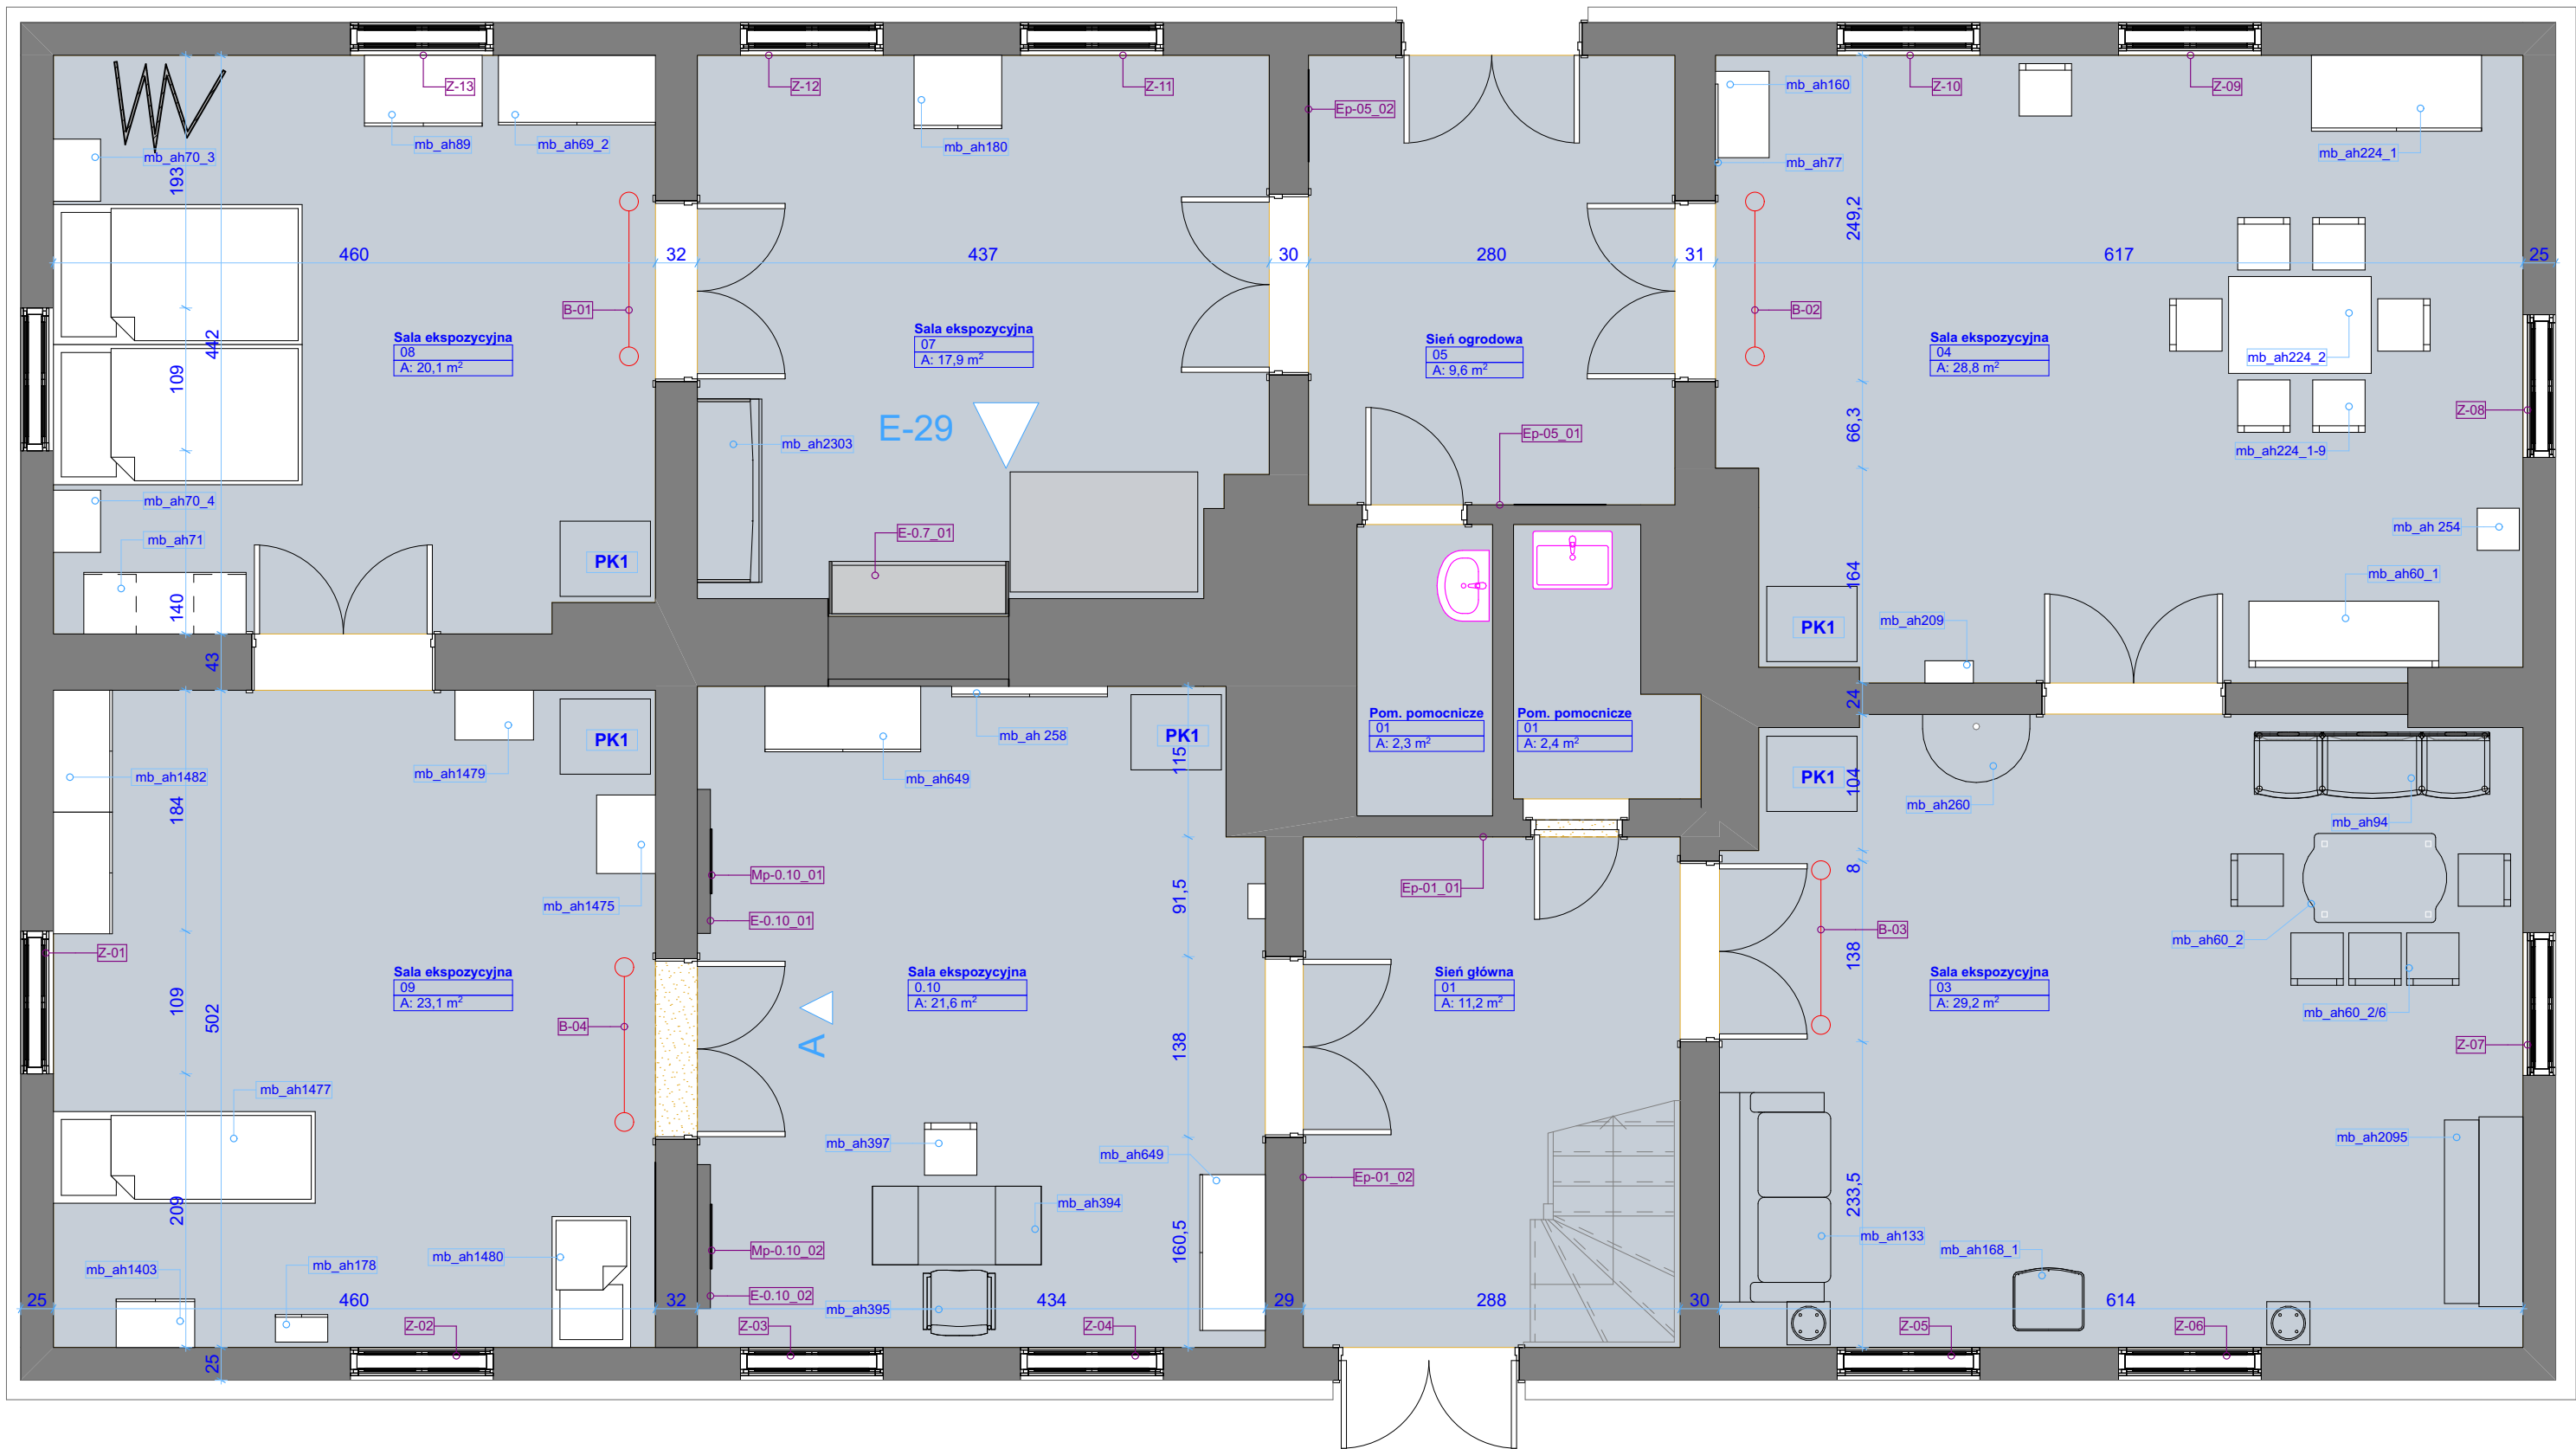 Z-13
Z-12
Z-11
Ep-05_02
mb_ah160
Z-10
Z-09
mb_ah70_3
mb_ah89
mb_ah69_2
mb_ah180
mb_ah77
mb_ah224_1
193
249,2
460
32
437
30
280
31
617
25
B-01
B-02
442
109
Sala ekspozycyjna
08
A: 20,1 m²
Sala ekspozycyjna
07
A: 17,9 m²
Sień ogrodowa
05
A: 9,6 m²
Sala ekspozycyjna
04
A: 28,8 m²
mb_ah224_2
Z-08
E-29
mb_ah2303
Ep-05_01
66,3
mb_ah224_1-9
mb_ah70_4
mb_ah71
E-0.7_01
mb_ah 254
PK1
164
mb_ah60_1
140
PK1
mb_ah209
43
24
PK1
mb_ah1482
mb_ah1479
mb_ah649
mb_ah 258
PK1
115
Pom. pomocnicze
01
A: 2,3 m²
Pom. pomocnicze
01
A: 2,4 m²
PK1
104
mb_ah260
mb_ah94
184
mb_ah1475
Mp-0.10_01
E-0.10_01
91,5
Ep-01_01
8
B-03
mb_ah60_2
Z-01
138
Sala ekspozycyjna
09
A: 23,1 m²
Sala ekspozycyjna
0.10
A: 21,6 m²
Sień główna
01
A: 11,2 m²
Sala ekspozycyjna
03
A: 29,2 m²
mb_ah60_2/6
109
502
B-04
A
138
Z-07
mb_ah1477
mb_ah397
mb_ah649
mb_ah2095
Ep-01_02
209
mb_ah394
233,5
mb_ah1403
mb_ah178
mb_ah1480
Mp-0.10_02
160,5
mb_ah133
mb_ah168_1
E-0.10_02
mb_ah395
25
460
32
434
29
288
30
614
Z-02
Z-03
Z-04
Z-05
Z-06
25